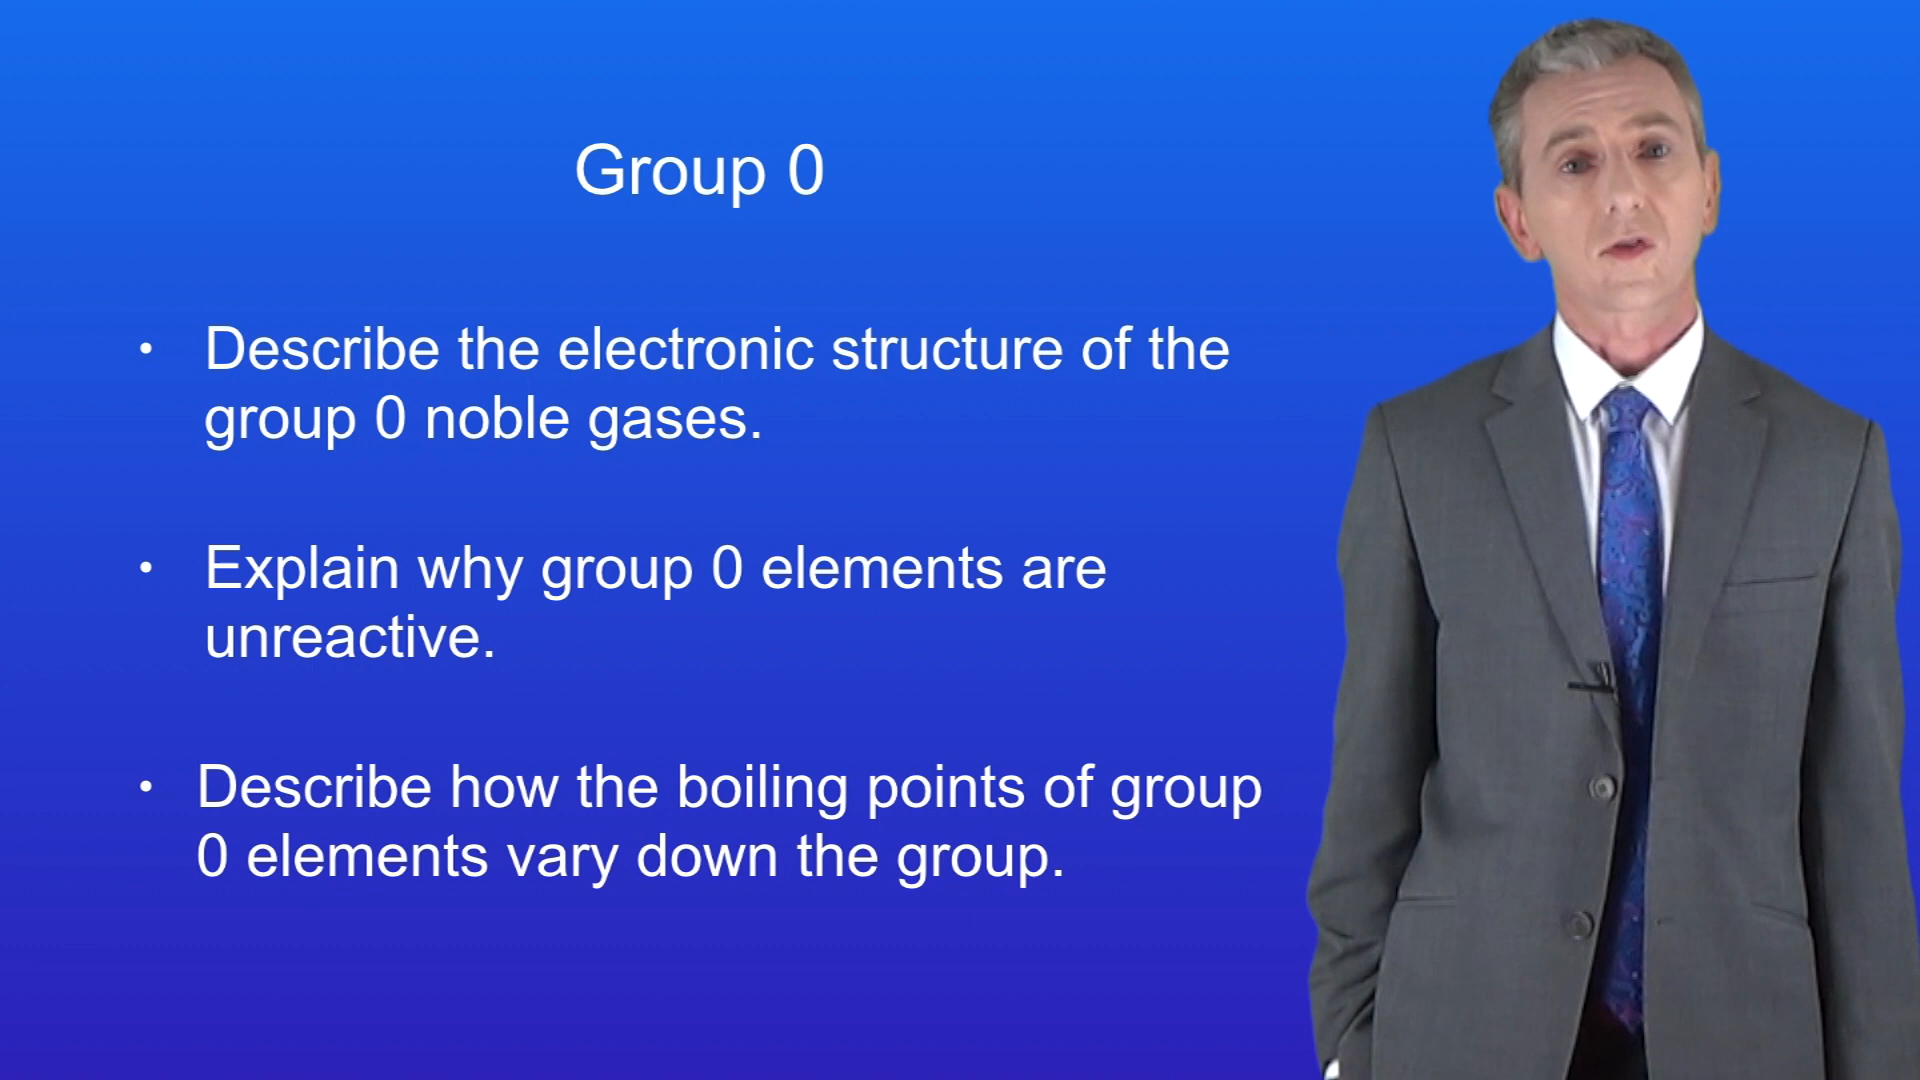 Group 0
• Describe the electronic structure of the
group 0 noble gases.
• Explain why group 0 elements are
unreactive.
• Describe how the boiling points of group
0 elements vary down the group.